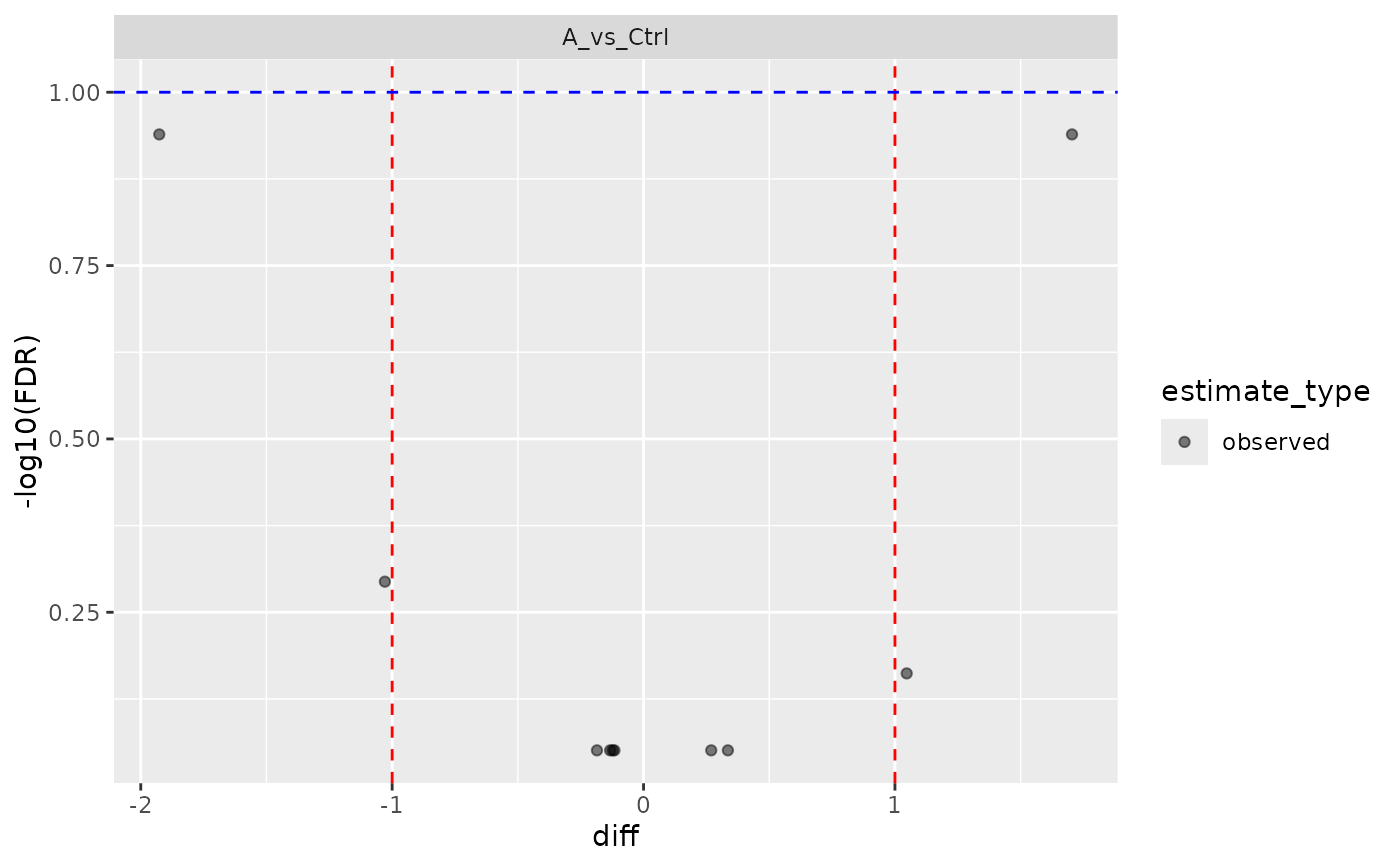 A_vs_Ctrl
1.00
0.75
0.50
0.25
-log10(FDR)
-2
-1
0
1
diff
estimate_type
observed